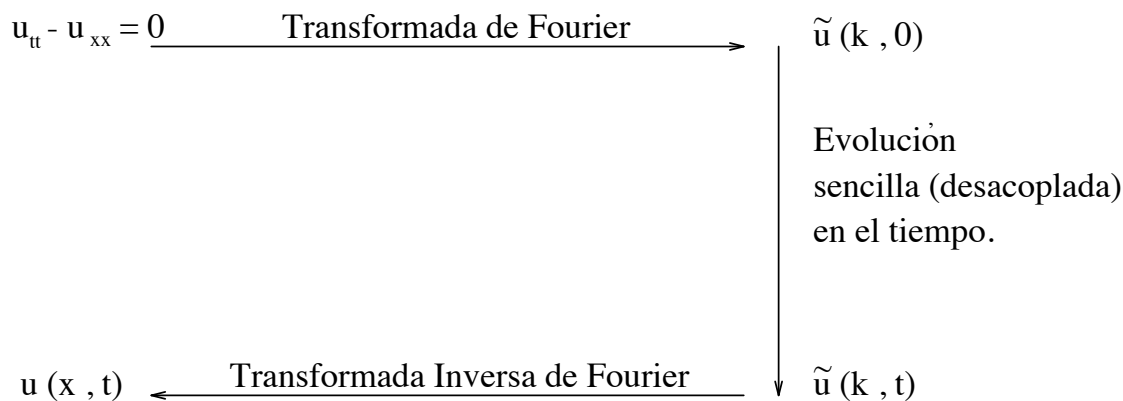 u_tt - u_xx = 0
Transformada de Fourier
ũ (k , 0)
Evolución
sencilla (desacoplada)
en el tiempo.
u (x , t)
Transformada Inversa de Fourier
ũ (k , t)